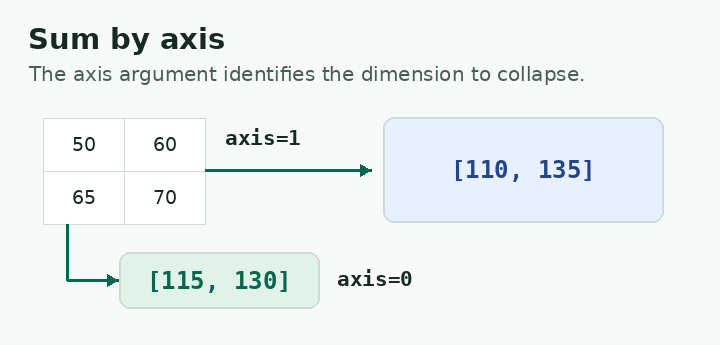 Sum by axis
The axis argument identifies the dimension to collapse.
50 60
axis=1
65 70
[110, 135]
[115, 130]
axis=0